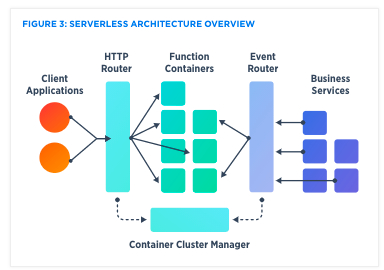 FIGURE 3: SERVERLESS ARCHITECTURE OVERVIEW
Client
Applications
HTTP
Router
Function
Containers
Event
Router
Business
Services
Container Cluster Manager